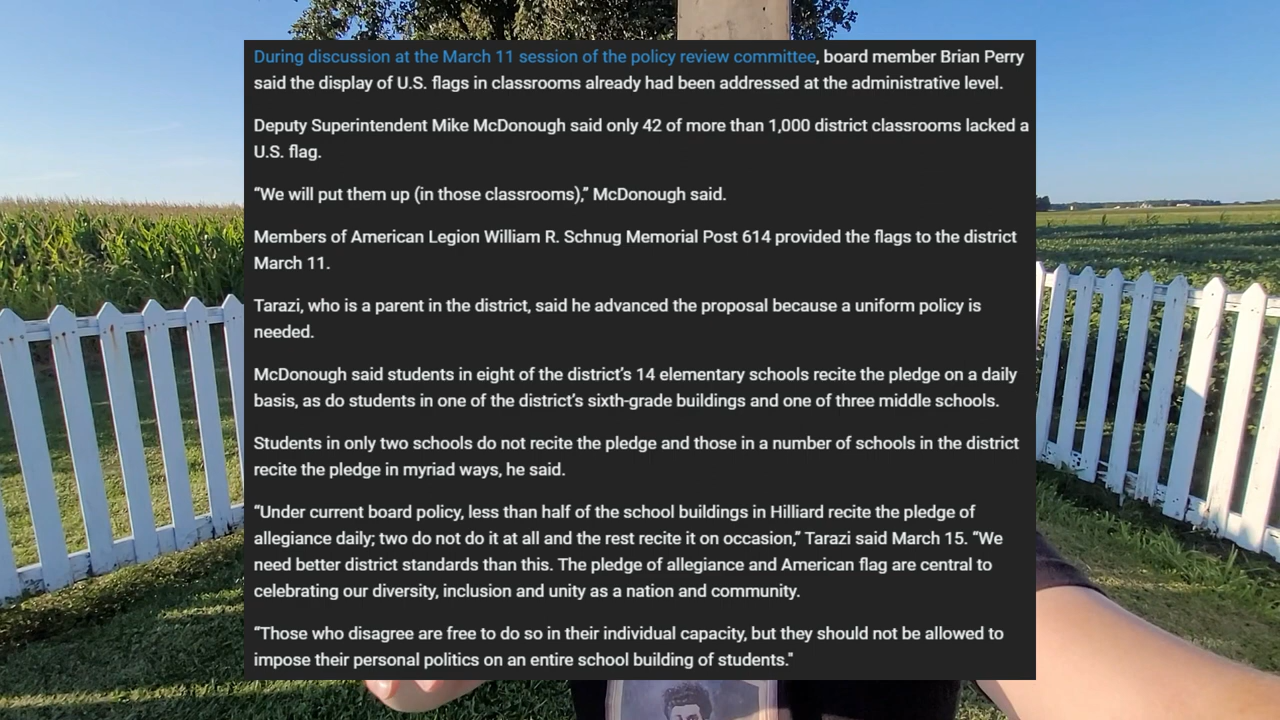 During discussion at the March 11 session of the policy review committee, board member Brian Perry
said the display of U.S. flags in classrooms already had been addressed at the administrative level.
Deputy Superintendent Mike McDonough said only 42 of more than 1,000 district classrooms lacked a
U.S. flag.
“We will put them up (in those classrooms),” McDonough said.
Members of American Legion William R. Schnug Memorial Post 614 provided the flags to the district
March 11.
Tarazi, who is a parent in the district, said he advanced the proposal because a uniform policy is
needed.
McDonough said students in eight of the district’s 14 elementary schools recite the pledge on a daily
basis, as do students in one of the district’s sixth-grade buildings and one of three middle schools.
Students in only two schools do not recite the pledge and those in a number of schools in the district
recite the pledge in myriad ways, he said.
“Under current board policy, less than half of the school buildings in Hilliard recite the pledge of
allegiance daily; two do not do it at all and the rest recite it on occasion,” Tarazi said March 15. “We
need better district standards than this. The pledge of allegiance and American flag are central to
celebrating our diversity, inclusion and unity as a nation and community.
“Those who disagree are free to do so in their individual capacity, but they should not be allowed to
impose their personal politics on an entire school building of students."